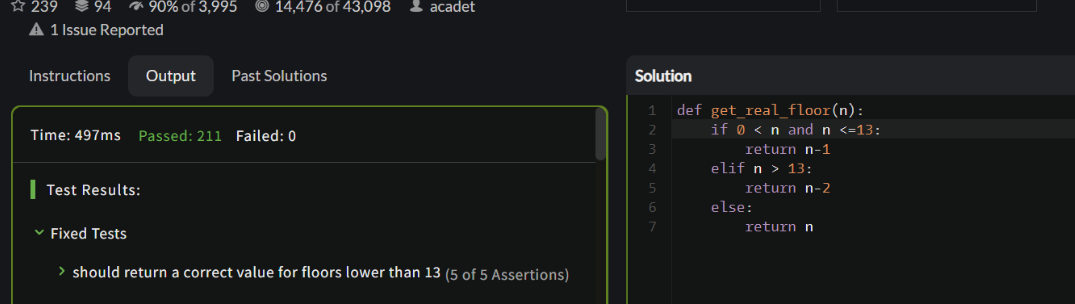 239 94 90% of 3,995 14,476 of 43,098 acadet
1 Issue Reported
Instructions Output Past Solutions
Time: 497ms Passed: 211 Failed: 0
Test Results:
Fixed Tests
should return a correct value for floors lower than 13 (5 of 5 Assertions)
Solution
1 def get_real_floor(n):
2 if 0 < n and n <=13:
3 return n-1
4 elif n > 13:
5 return n-2
6 else:
7 return n